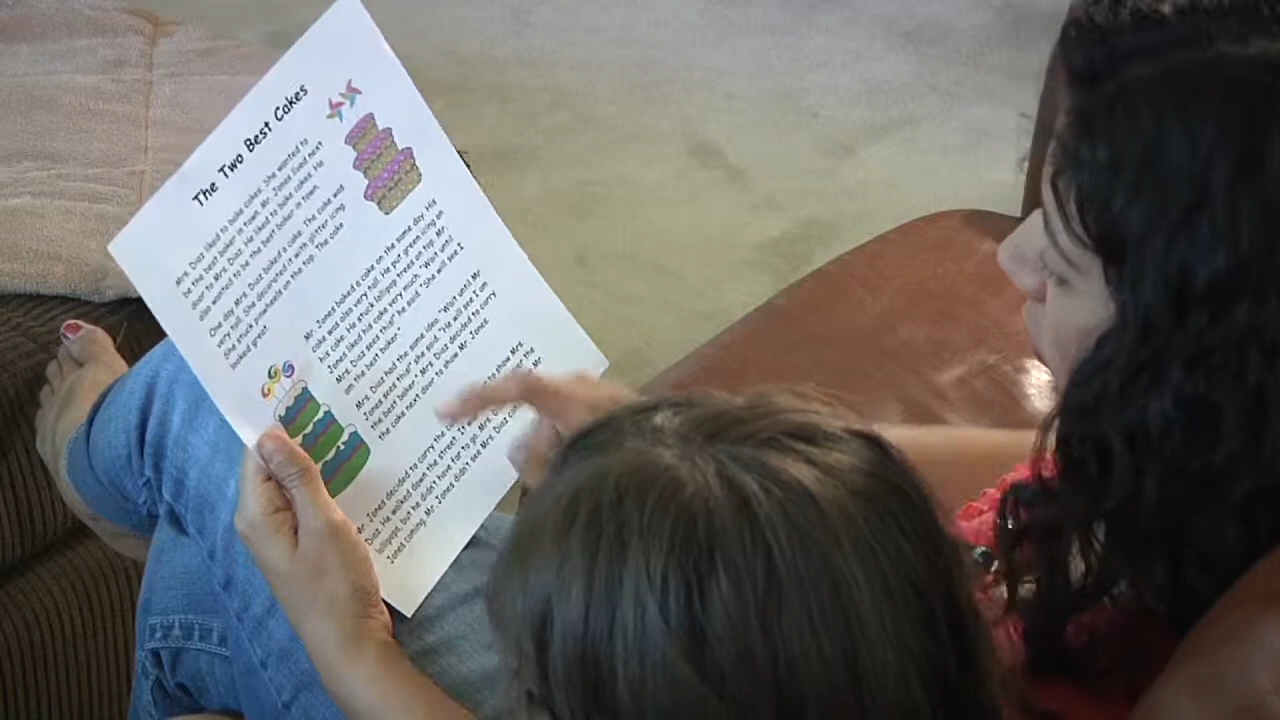 The Two Best Cakes
Mrs. Diaz liked to bake cakes. She wanted to
be the best baker in town. Mr. Jones lived next
door to Mrs. Diaz. He liked to bake cakes. He
also wanted to be the best baker in town.
One day Mrs. Diaz baked a cake. The cake was
very tall. She decorated it with glitter icing.
She stuck pinwheels on the top. The cake
looked great.
Mr. Jones baked a cake on the same day. His
cake was also very tall. He put green icing on
his cake. He stuck lollipop treats on top. Mr.
Jones liked his cake very much. "Wait until
Mrs. Diaz sees this" he said. "She will see I
am the best baker."
Mrs. Diaz had the same idea. "Wait until Mr
Jones sees this" she said. "He will see I am
the best baker". Mrs. Diaz decided to carry
the cake next door to show Mr. Jones
Mr. Jones decided to carry the to show Mrs.
Diaz. He walked down the street. the
lollipops, but he didn't have far to go. Mrs. Mr.
Jones coming. Mr. Jones didn't see Mrs. Diaz